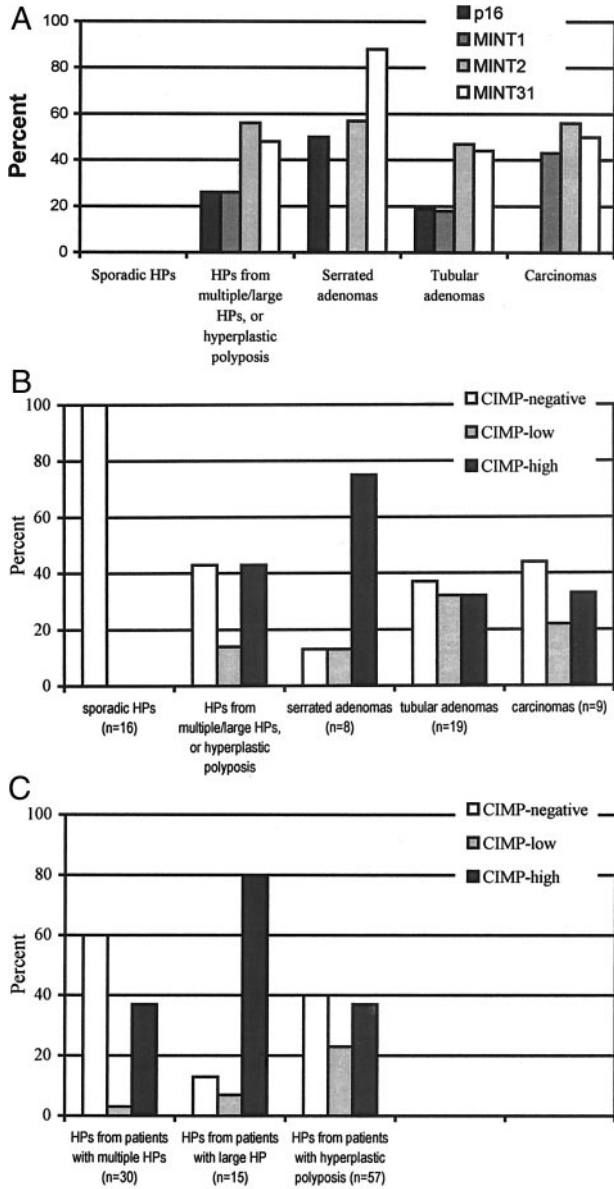 A
p16
MINT1
MINT2
MINT31
Percent
100
80
60
40
20
0
Sporadic HPs
HPs from
multiple/large
HPs, or
hyperplastic
polyposis
Serrated
adenomas
Tubular
adenomas
Carcinomas
B
CIMP-negative
CIMP-low
CIMP-high
Percent
100
80
60
40
20
0
sporadic HPs
(n=16)
HPs from
multiple/large HPs,
or hyperplastic
polyposis
serrated adenomas
(n=8)
tubular adenomas
(n=19)
carcinomas (n=9)
C
CIMP-negative
CIMP-low
CIMP-high
Percent
100
80
60
40
20
0
HPs from patients
with multiple HPs
(n=30)
HPs from patients
with large HP
(n=15)
HPs from patients
with hyperplastic
polyposis (n=57)